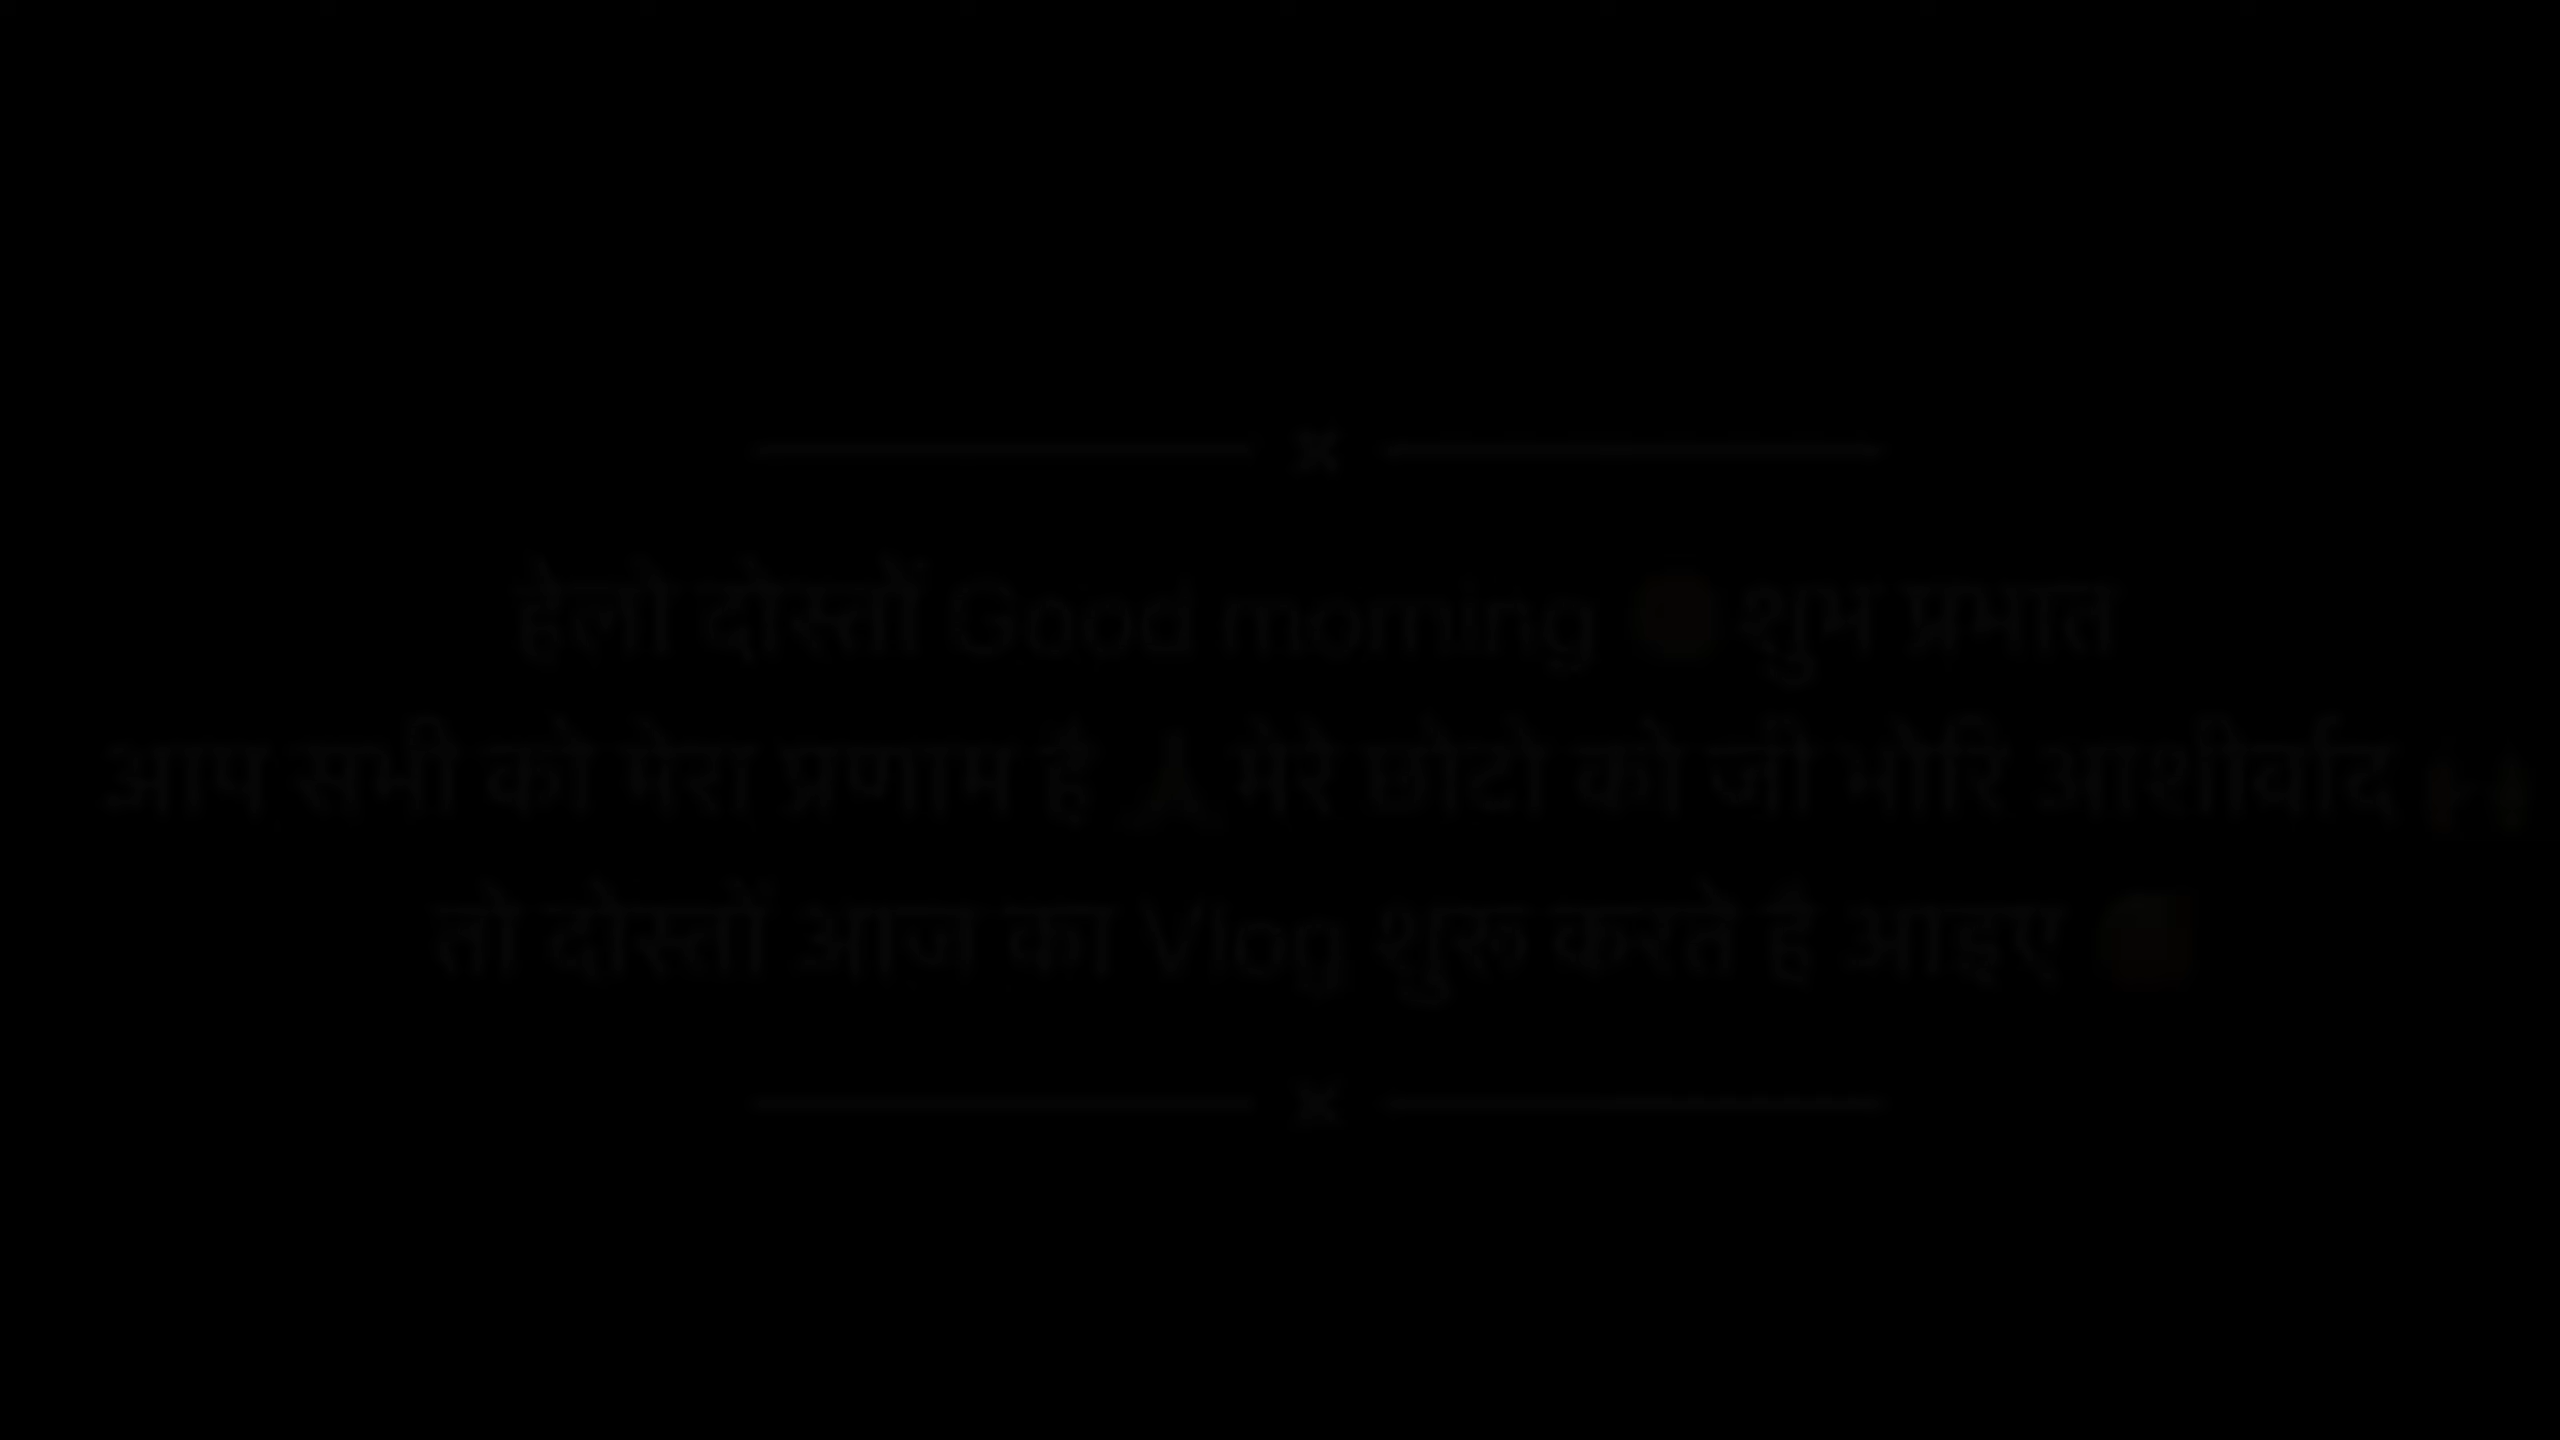 हेलो दोस्तों Good morning 🌞शुभ प्रभात
आप सभी को मेरा प्रणाम है 🙏मेरे छोटो को जी भोरि आशीर्वाद 🙌
तो दोस्तों आज का Vlog शुरू करते है आइए